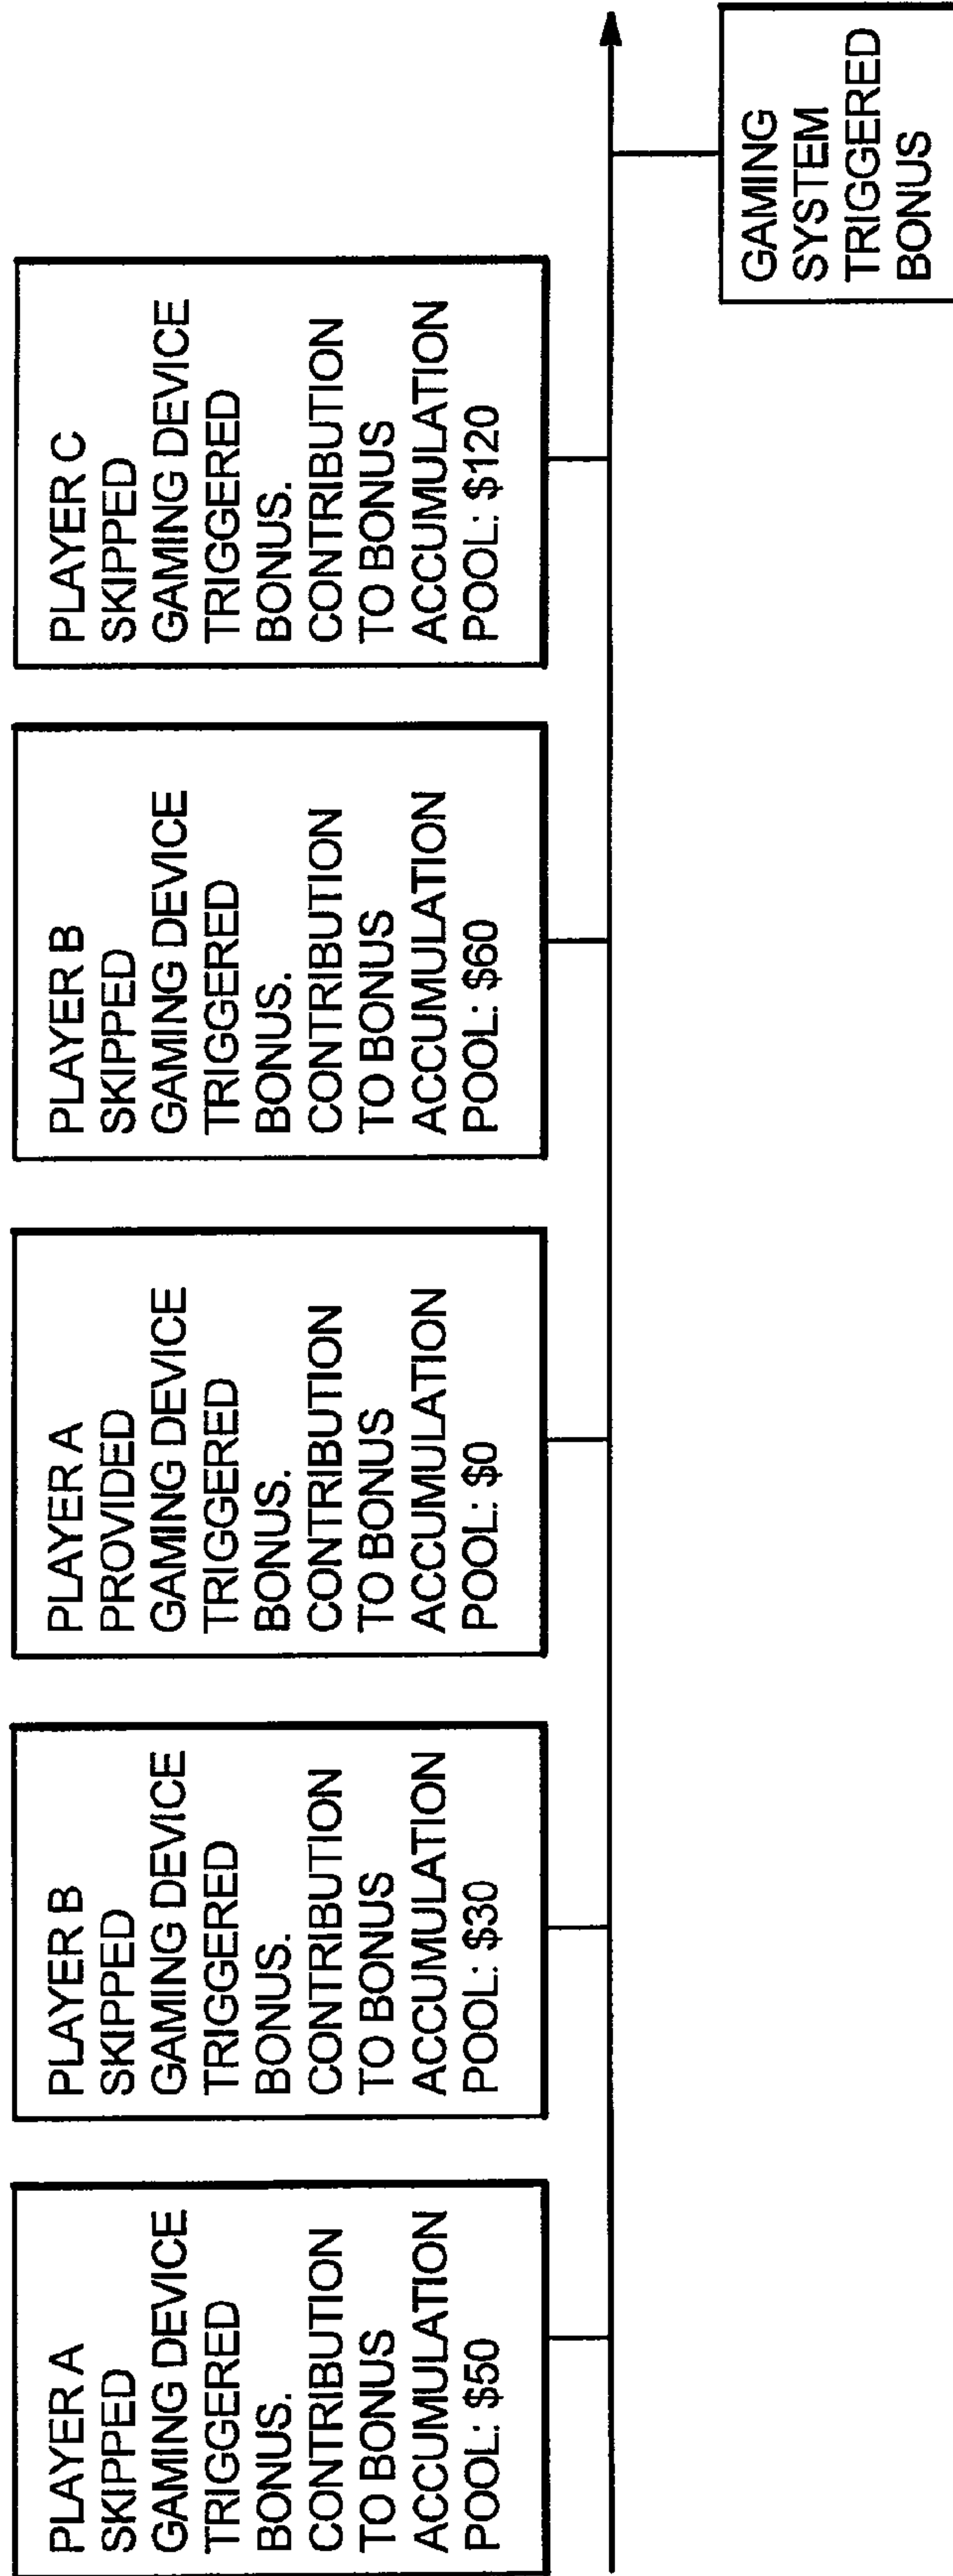 PLAYER A
SKIPPED
GAMING DEVICE
TRIGGERED
BONUS.
CONTRIBUTION
TO BONUS
ACCUMULATION
POOL: $50
PLAYER B
SKIPPED
GAMING DEVICE
TRIGGERED
BONUS.
CONTRIBUTION
TO BONUS
ACCUMULATION
POOL: $30
PLAYER A
PROVIDED
GAMING DEVICE
TRIGGERED
BONUS.
CONTRIBUTION
TO BONUS
ACCUMULATION
POOL: $0
PLAYER B
SKIPPED
GAMING DEVICE
TRIGGERED
BONUS.
CONTRIBUTION
TO BONUS
ACCUMULATION
POOL: $60
PLAYER C
SKIPPED
GAMING DEVICE
TRIGGERED
BONUS.
CONTRIBUTION
TO BONUS
ACCUMULATION
POOL: $120
GAMING
SYSTEM
TRIGGERED
BONUS